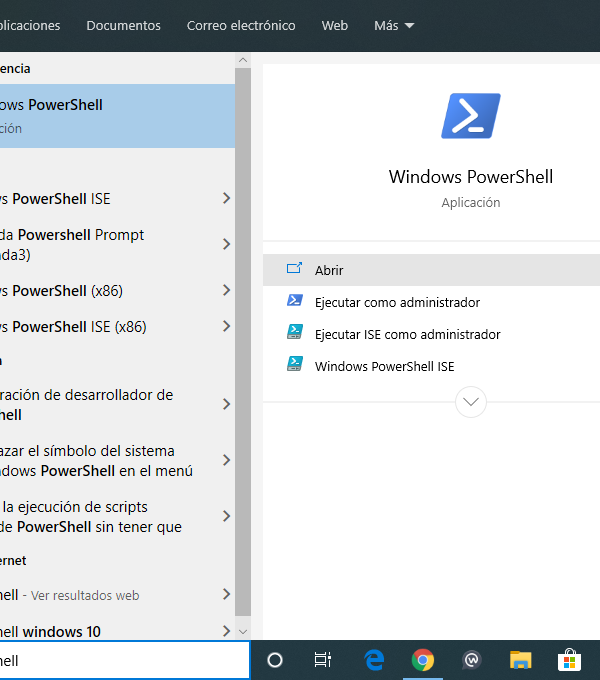 plicaciones Documentos Correo electrónico Web Más
encia
ows PowerShell
ción
s PowerShell ISE
da Powershell Prompt
ada3)
s PowerShell (x86)
s PowerShell ISE (x86)
a
ración de desarrollador de
hell
azar el símbolo del sistema
dows PowerShell en el menú
la ejecución de scripts
de PowerShell sin tener que
ernet
hell - Ver resultados web
hell windows 10
ell
Windows PowerShell
Aplicación
Abrir
Ejecutar como administrador
Ejecutar ISE como administrador
Windows PowerShell ISE